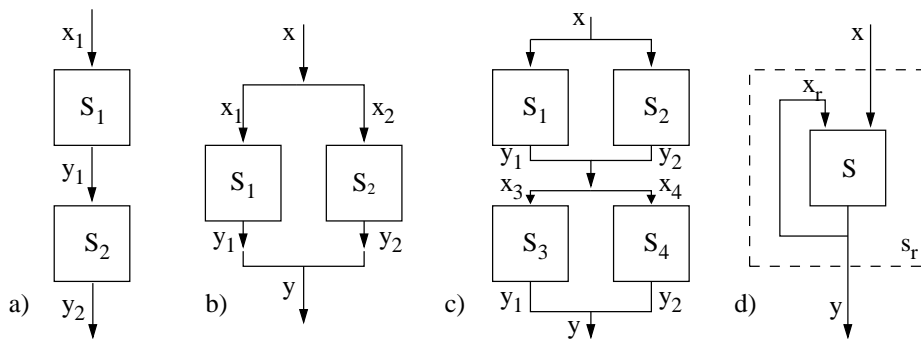 x1
S1
y1
S2
y2
a)
x
x1
x2
S1
S2
y1
y2
y
b)
x
S1
S2
y1
y2
x3
x4
S3
S4
y1
y2
y
c)
x
xr
S
sr
y
d)